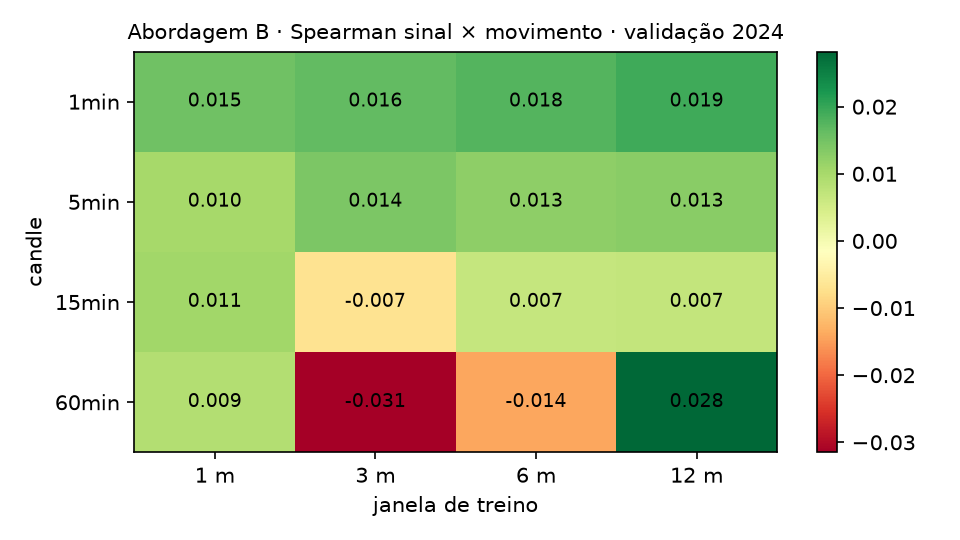 Abordagem B · Spearman sinal × movimento · validação 2024
candle
1min 0.015 0.016 0.018 0.019
5min 0.010 0.014 0.013 0.013
15min 0.011 -0.007 0.007 0.007
60min 0.009 -0.031 -0.014 0.028
1 m 3 m 6 m 12 m
janela de treino
0.02
0.01
0.00
−0.01
−0.02
−0.03